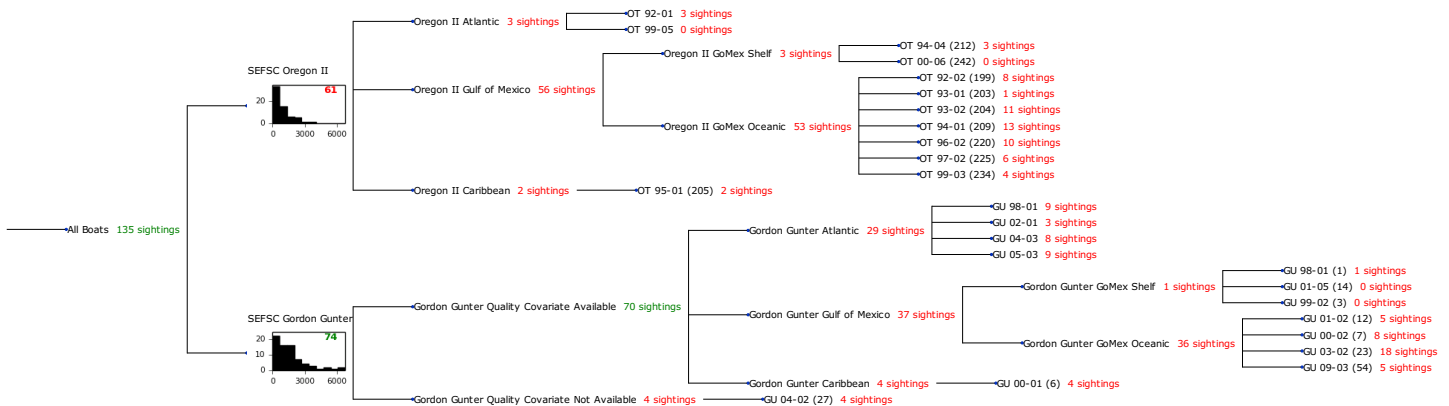 All Boats 135 sightings
SEFSC Oregon II
61
20
0
0 3000 6000
Oregon II Atlantic 3 sightings
OT 92-01 3 sightings
OT 99-05 0 sightings
Oregon II Gulf of Mexico 56 sightings
Oregon II GoMex Shelf 3 sightings
OT 94-04 (212) 3 sightings
OT 00-06 (242) 0 sightings
Oregon II GoMex Oceanic 53 sightings
OT 92-02 (199) 8 sightings
OT 93-01 (203) 1 sightings
OT 93-02 (204) 11 sightings
OT 94-01 (209) 13 sightings
OT 96-02 (220) 10 sightings
OT 97-02 (225) 6 sightings
OT 99-03 (234) 4 sightings
Oregon II Caribbean 2 sightings
OT 95-01 (205) 2 sightings
SEFSC Gordon Gunter
74
20
10
0
0 3000 6000
Gordon Gunter Quality Covariate Available 70 sightings
Gordon Gunter Atlantic 29 sightings
GU 98-01 9 sightings
GU 02-01 3 sightings
GU 04-03 8 sightings
GU 05-03 9 sightings
Gordon Gunter Gulf of Mexico 37 sightings
Gordon Gunter GoMex Shelf 1 sightings
GU 98-01 (1) 1 sightings
GU 01-05 (14) 0 sightings
GU 99-02 (3) 0 sightings
Gordon Gunter GoMex Oceanic 36 sightings
GU 01-02 (12) 5 sightings
GU 00-02 (7) 8 sightings
GU 03-02 (23) 18 sightings
GU 09-03 (54) 5 sightings
Gordon Gunter Caribbean 4 sightings
GU 00-01 (6) 4 sightings
Gordon Gunter Quality Covariate Not Available 4 sightings
GU 04-02 (27) 4 sightings